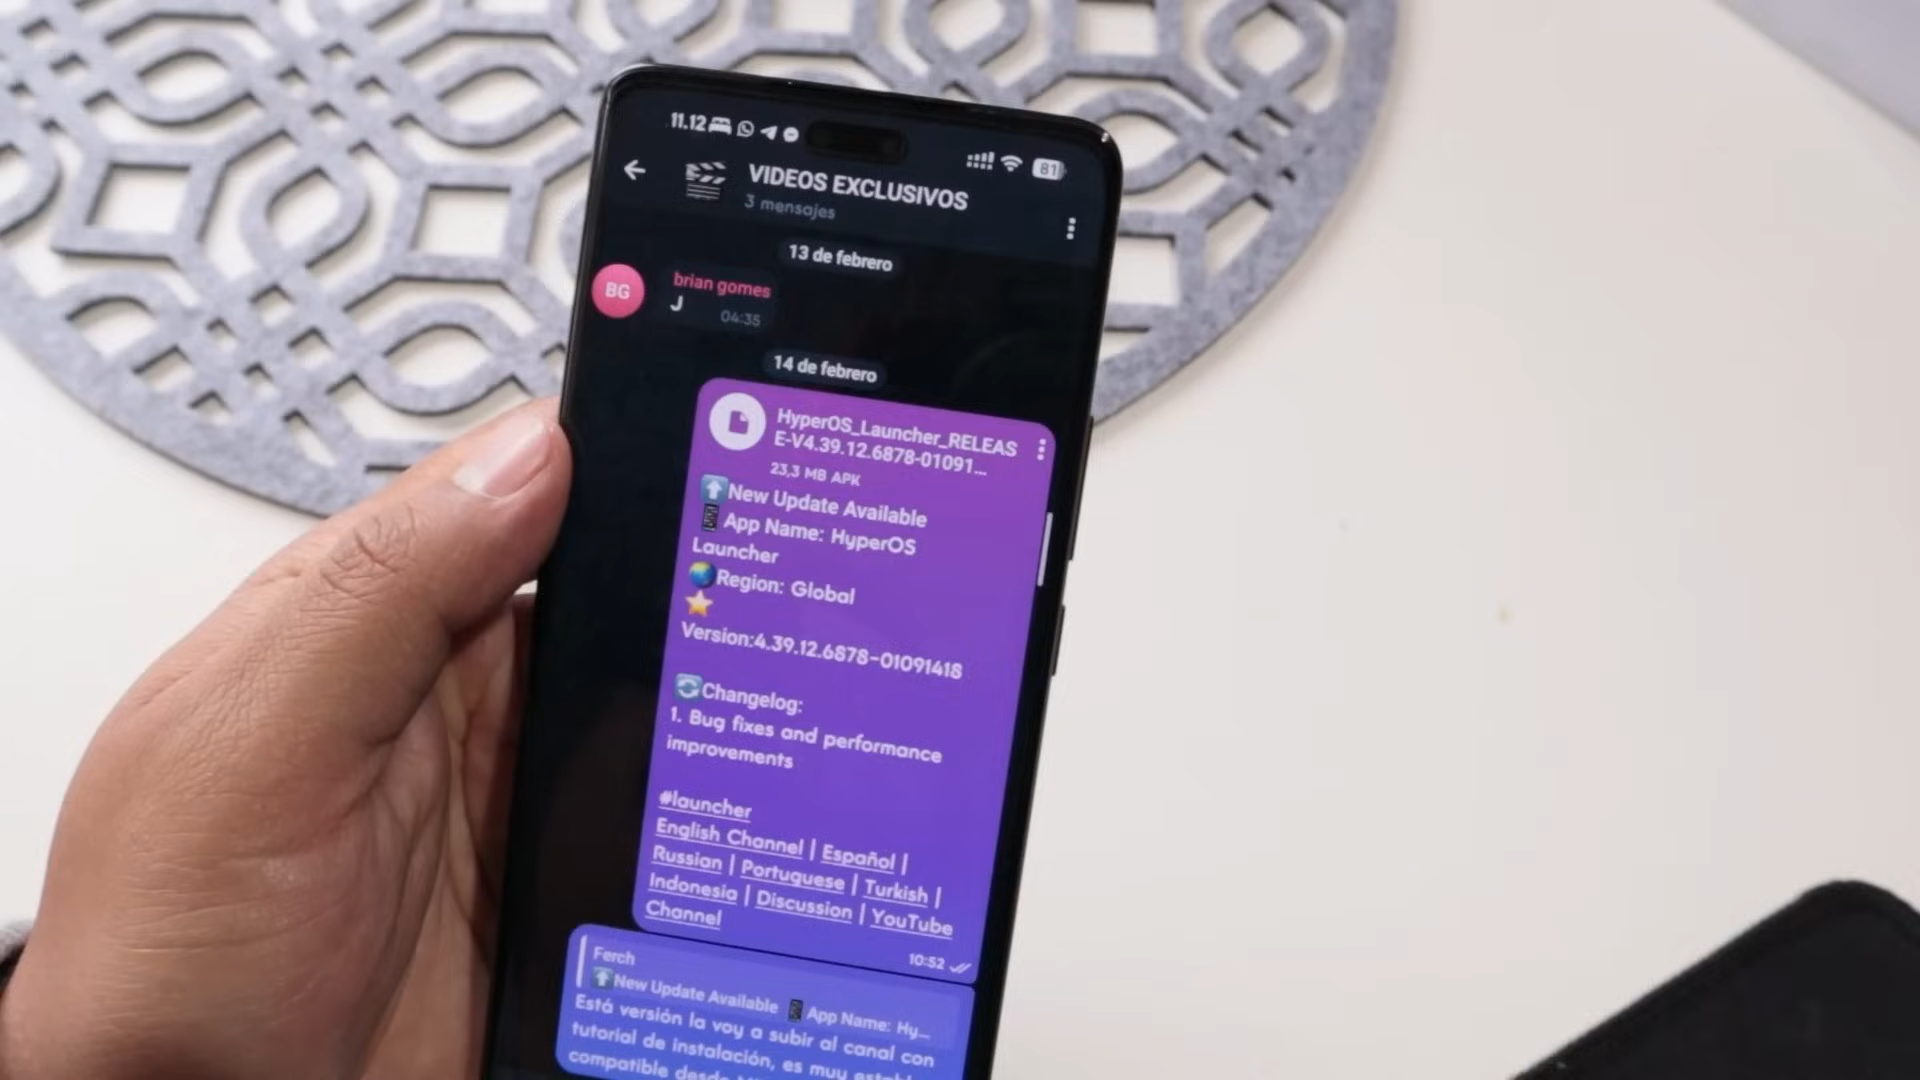 11.12
81
VIDEOS EXCLUSIVOS
3 mensajes
13 de febrero
BG
brian gomes
J
04:35
14 de febrero
HyperOS_Launcher_RELEAS
E-V4.39.12.6878-01091...
23,3 MB APK
New Update Available
App Name: HyperOS
Launcher
Region: Global
Version:4.39.12.6878-01091418
Changelog:
1. Bug fixes and performance
improvements
#launcher
English Channel | Español |
Russian | Portuguese | Turkish |
Indonesia | Discussion | YouTube
Channel
10:52
Ferch
New Update Available App Name: Hy...
Está versión la voy a subir al canal con
tutorial de instalación, es muy
compatible desde